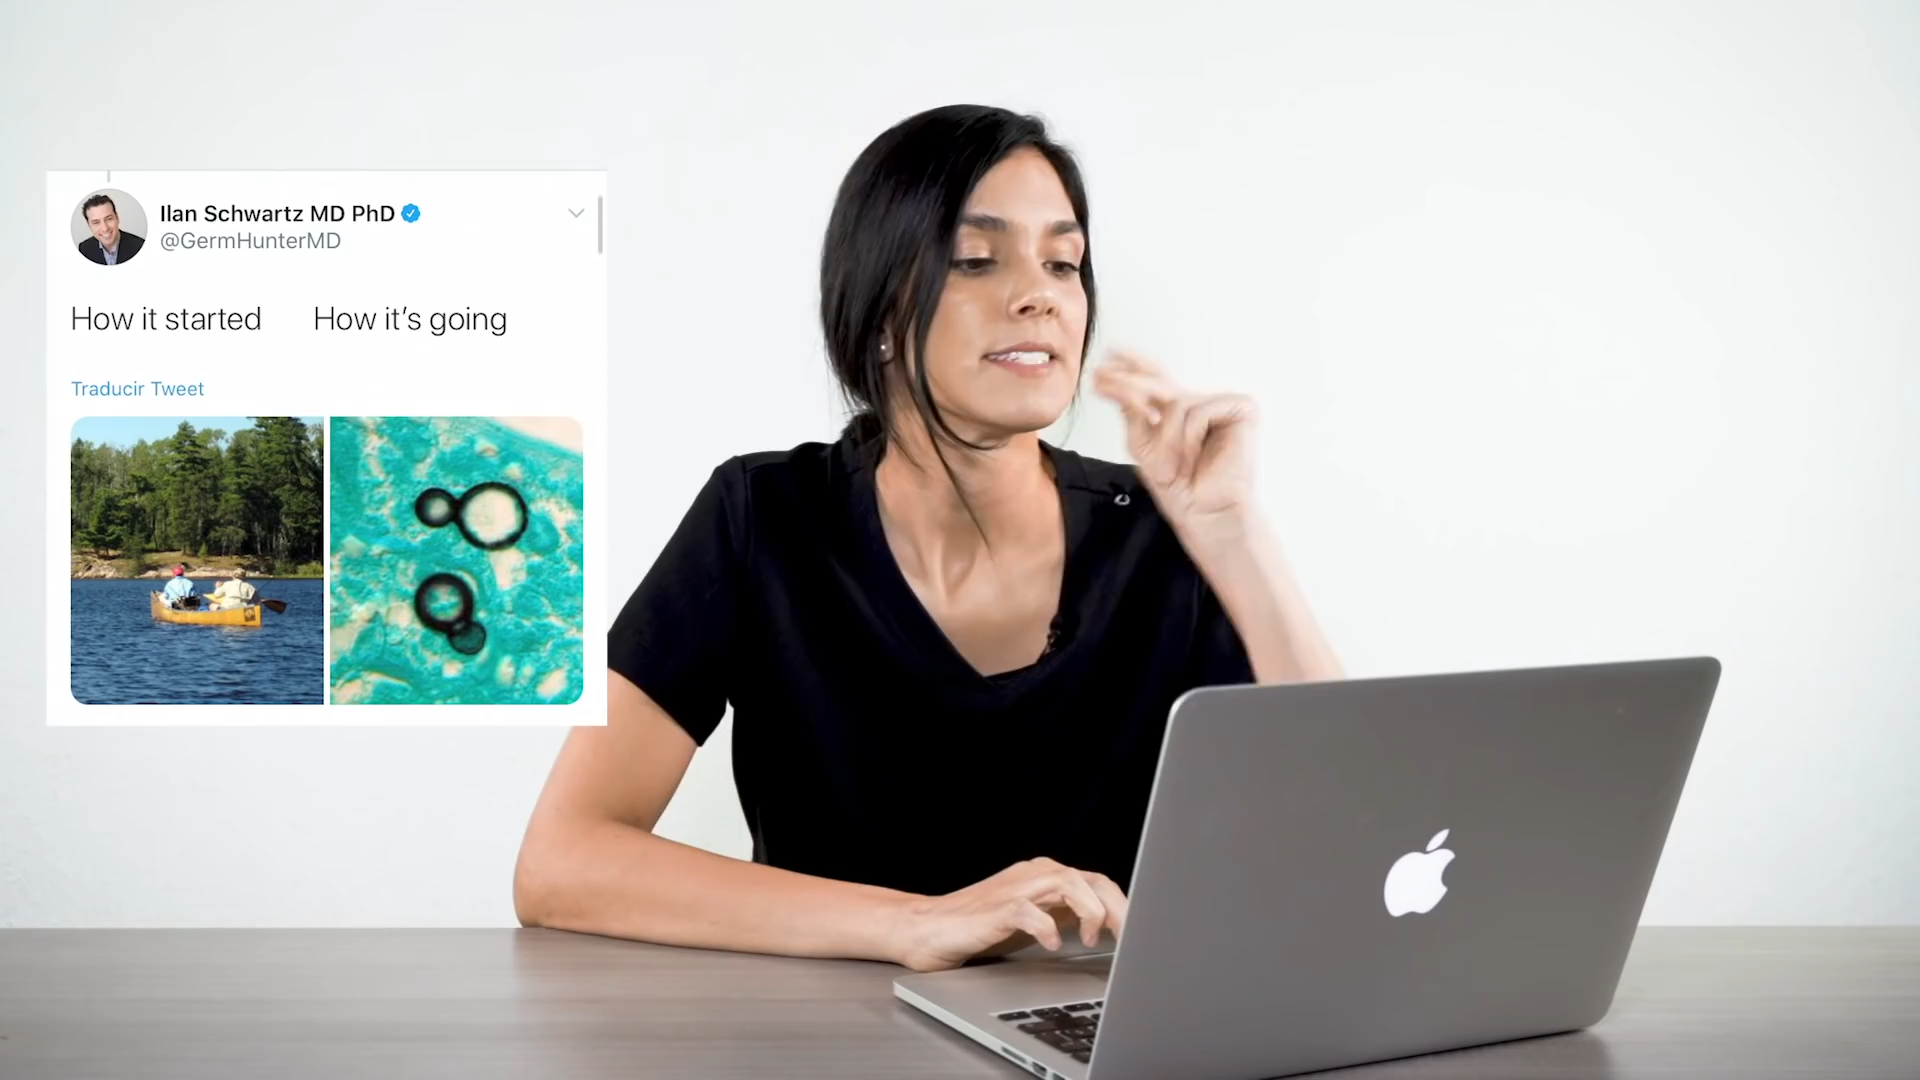 Ilan Schwartz MD PhD
@GermHunterMD
How it started How it's going
Traducir Tweet